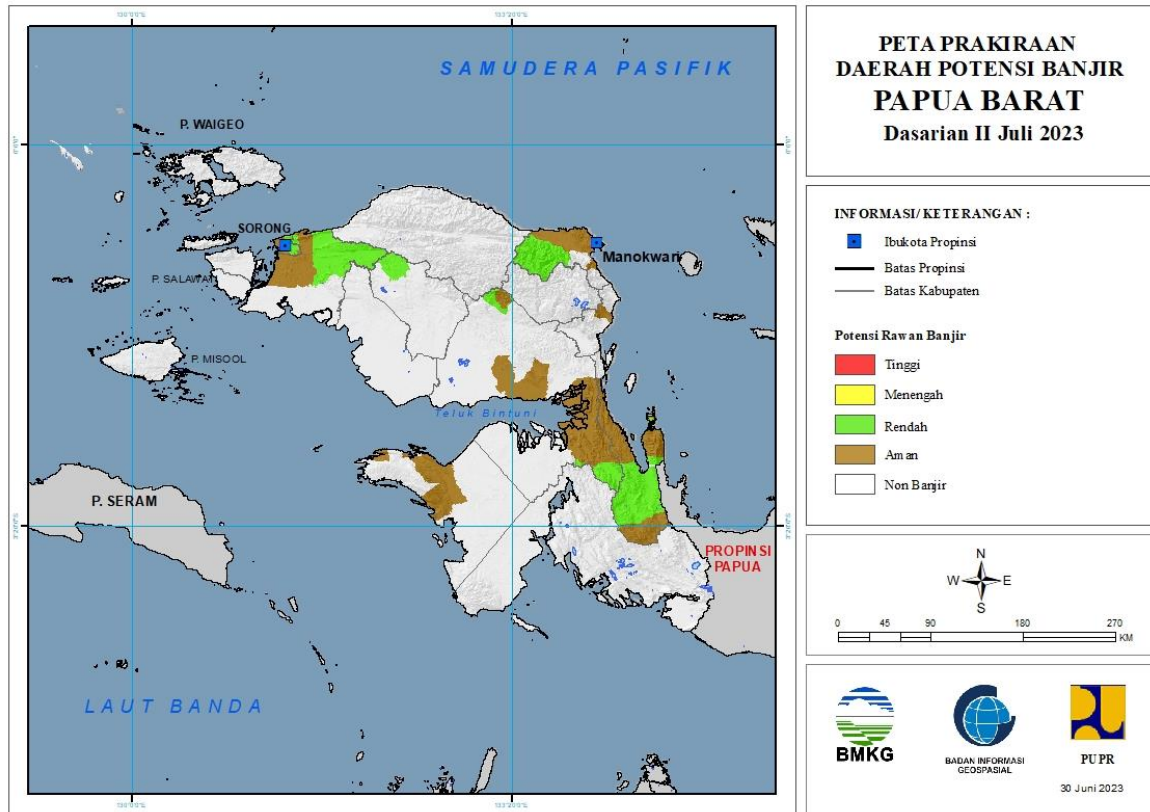 PETA PRAKIRAAN
DAERAH POTENSI BANJIR
PAPUA BARAT
Dasarian II Juli 2023
INFORMASI/KETERANGAN :
Ibukota Propinsi
Batas Propinsi
Batas Kabupaten
Potensi Rawan Banjir
Tinggi
Menengah
Rendah
Aman
Non Banjir
N
W E
S
0 45 90 180 270
KM
BMKG
BADAN INFORMASI
GEOSPASIAL
PUPR
30 Juni 2023
SAMUDERA PASIFIK
P. WAIGEO
SORONG
Manokwari
P. SALAWATI
P. MISOOL
Teluk Bintuni
P. SERAM
PROPINSI
PAPUA
LAUT BANDA